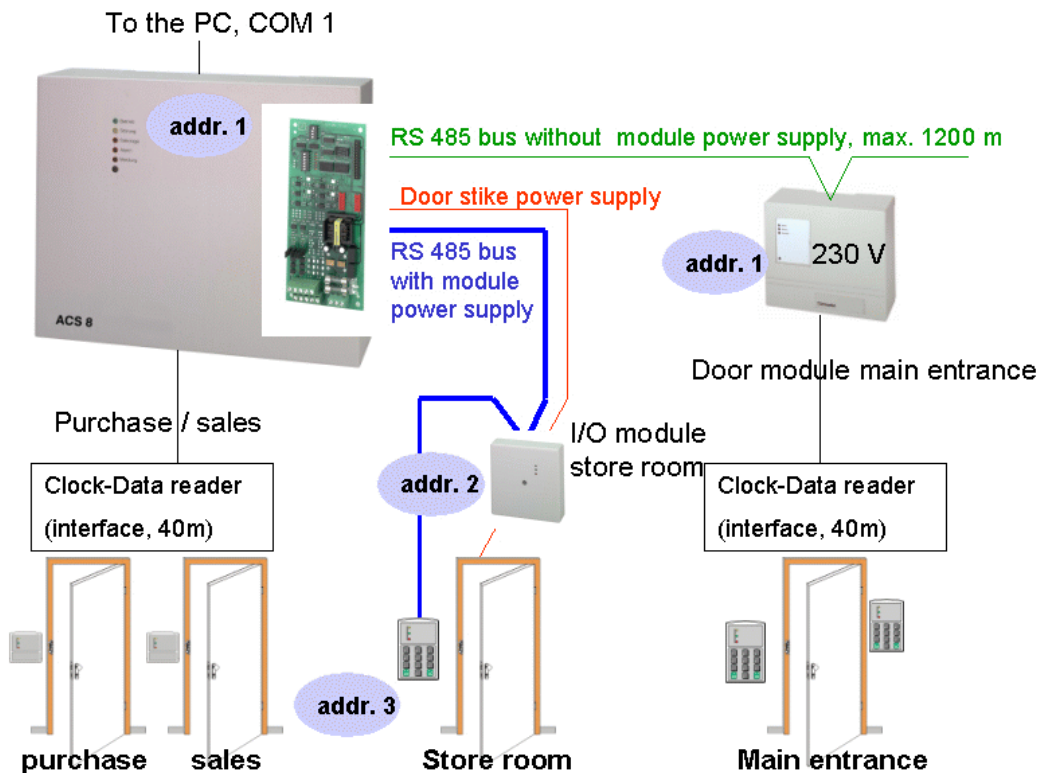 To the PC, COM 1
addr. 1
RS 485 bus without module power supply, max. 1200 m
Door stike power supply
RS 485 bus
with module
power supply
addr. 1
230 V
ACS 8
Door module main entrance
Purchase / sales
I/O module
store room
addr. 2
Clock-Data reader
(interface, 40m)
Clock-Data reader
(interface, 40m)
addr. 3
purchase
sales
Store room
Main entrance